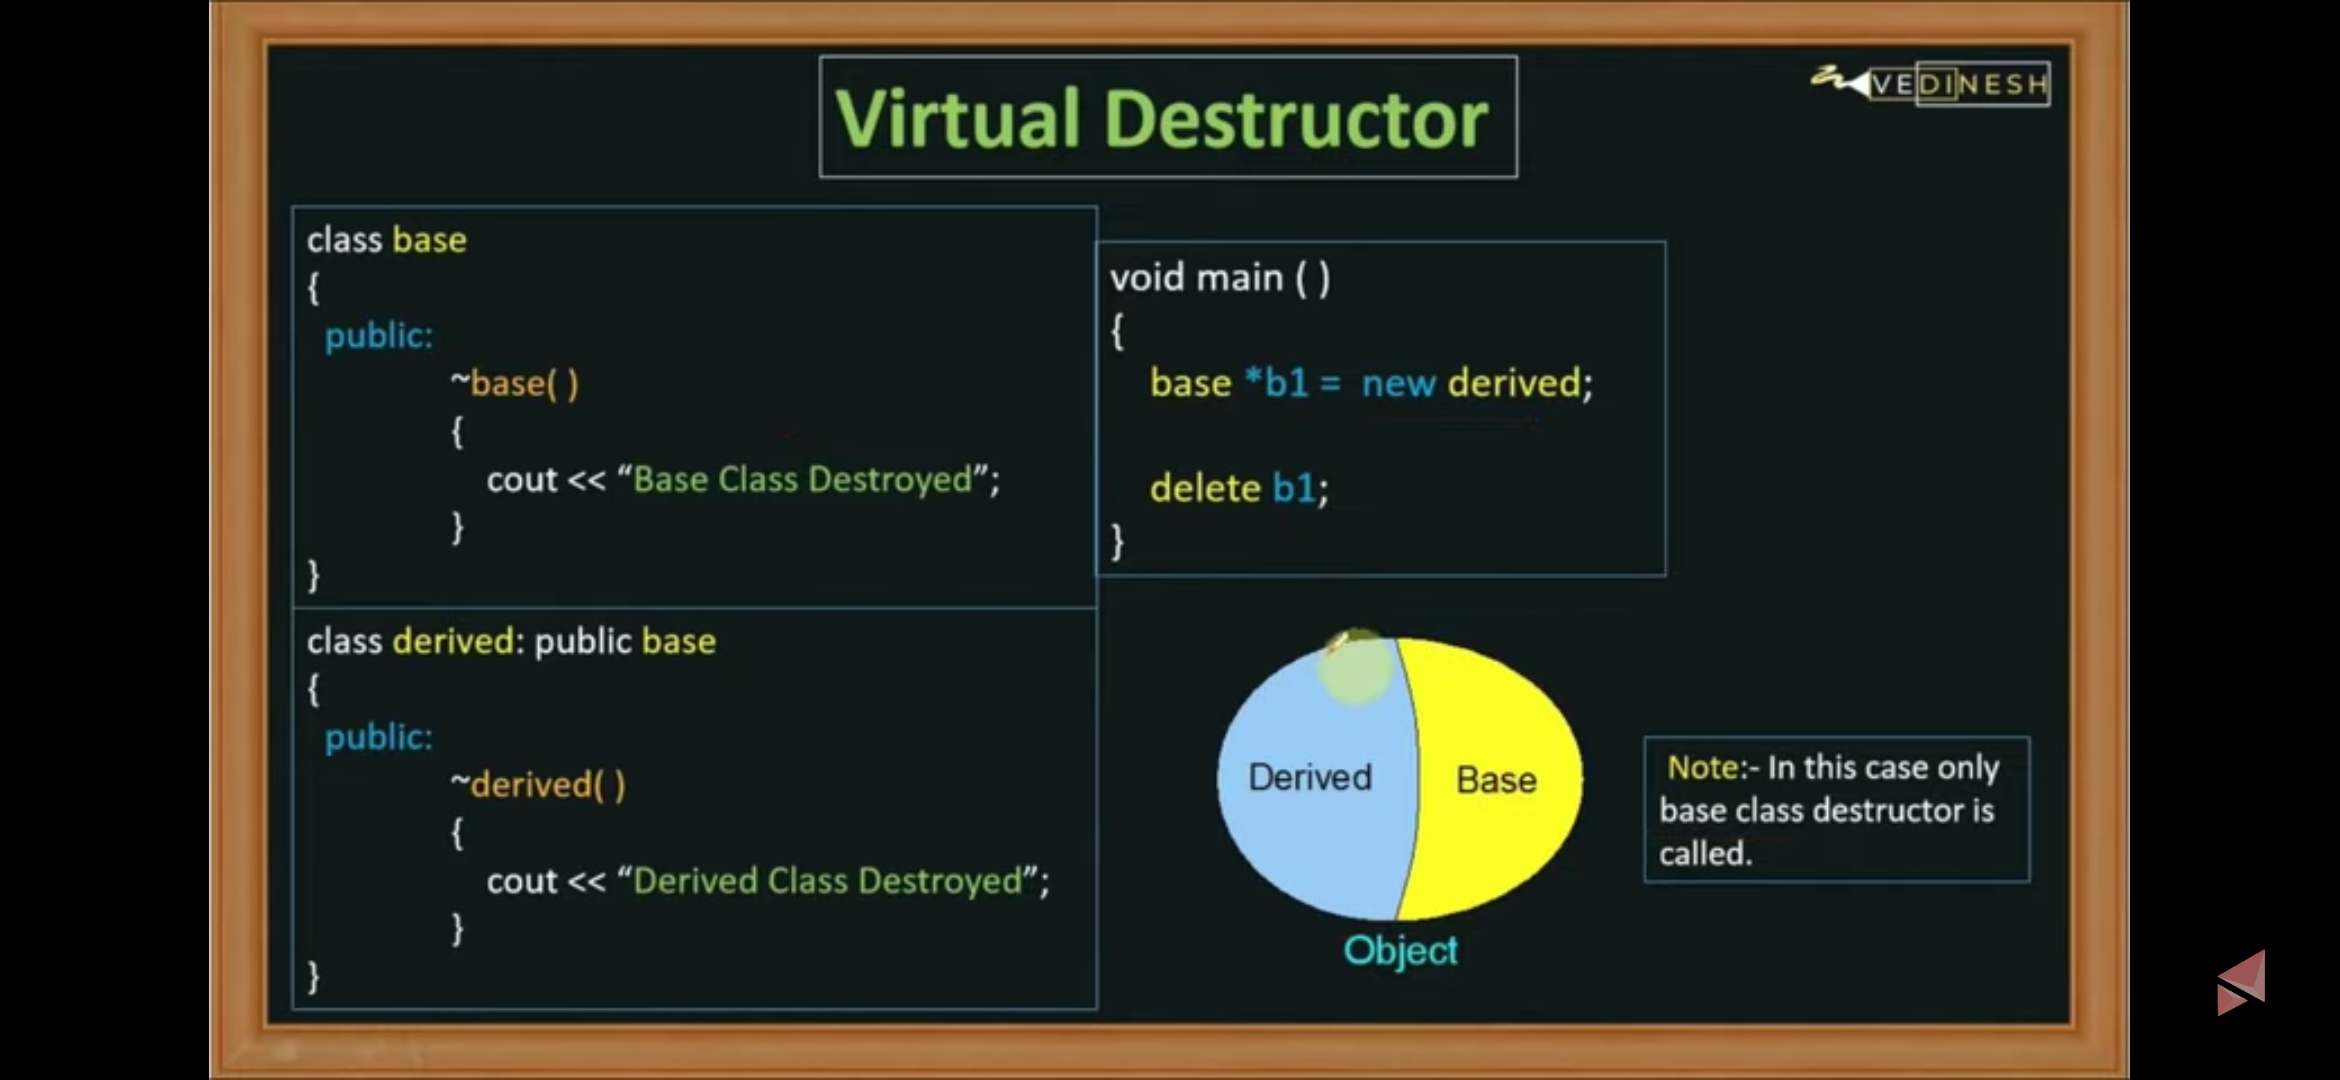 Virtual Destructor
VEDINESH
class base
{
public:
~base( )
{
cout << “Base Class Destroyed”;
}
}
class derived: public base
{
public:
~derived( )
{
cout << “Derived Class Destroyed”;
}
}
void main ( )
{
base *b1 = new derived;
delete b1;
}
Derived
Base
Object
Note:- In this case only
base class destructor is
called.